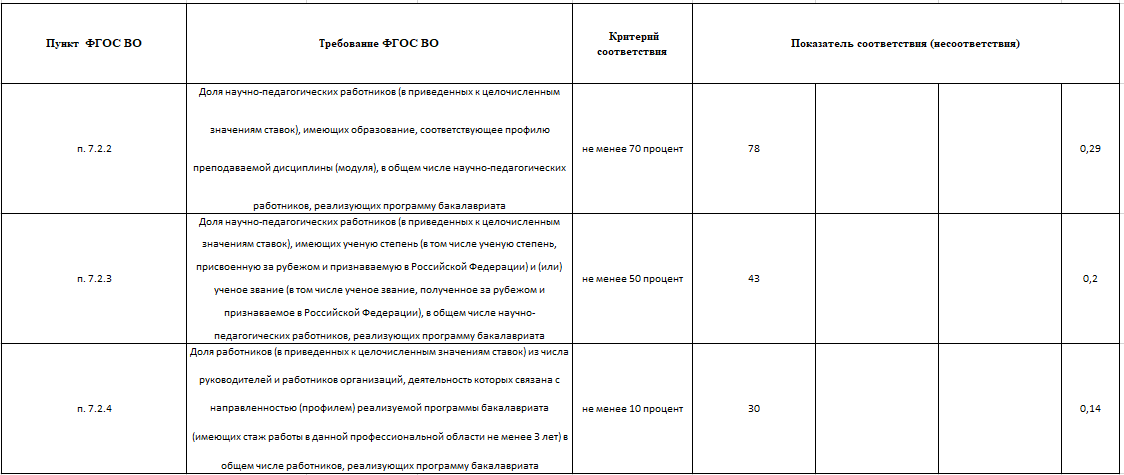 Пункт ФГОС ВО
Требование ФГОС ВО
Критерий
соответствия
Показатель соответствия (несоответствия)
п. 7.2.2
Доля научно-педагогических работников (в приведенных к целочисленным
значениям ставок), имеющих образование, соответствующее профилю
преподаваемой дисциплины (модуля), в общем числе научно-педагогических
работников, реализующих программу бакалавриата
не менее 70 процент
78
0,29
п. 7.2.3
Доля научно-педагогических работников (в приведенных к целочисленным
значениям ставок), имеющих ученую степень (в том числе ученую степень,
присвоенную за рубежом и признаваемую в Российской Федерации) и (или)
ученое звание (в том числе ученое звание, полученное за рубежом и
признаваемое в Российской Федерации), в общем числе научно-
педагогических работников, реализующих программу бакалавриата
не менее 50 процент
43
0,2
п. 7.2.4
Доля работников (в приведенных к целочисленным значениям ставок) из числа
руководителей и работников организаций, деятельность которых связана с
направленностью (профилем) реализуемой программы бакалавриата
(имеющих стаж работы в данной профессиональной области не менее 3 лет) в
общем числе работников, реализующих программу бакалавриата
не менее 10 процент
30
0,14